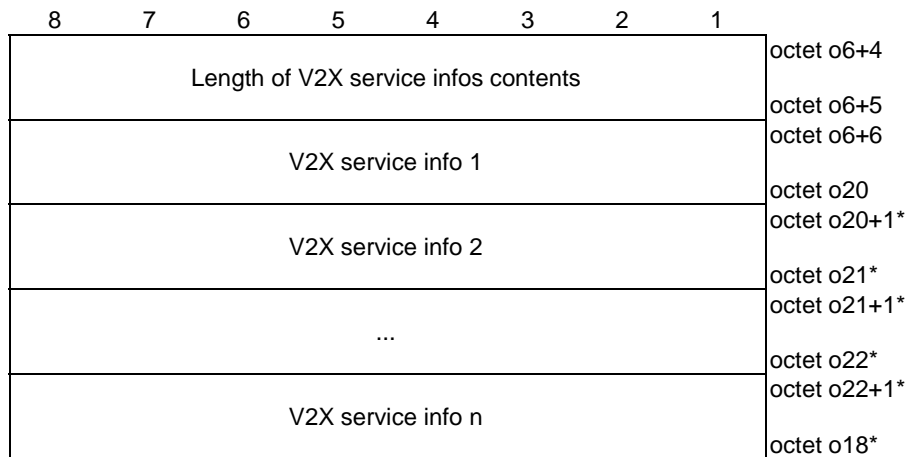 8 7 6 5 4 3 2 1
octet o6+4
Length of V2X service infos contents
octet o6+5
octet o6+6
V2X service info 1
octet o20
octet o20+1*
V2X service info 2
octet o21*
octet o21+1*
...
octet o22*
octet o22+1*
V2X service info n
octet o18*